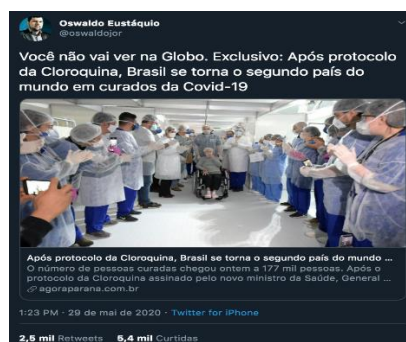 Oswaldo Eustáquio
@oswaldojor
Você não vai ver na Globo. Exclusivo: Após protocolo
da Cloroquina, Brasil se torna o segundo país do
mundo em curados da Covid-19
Após protocolo da Cloroquina, Brasil se torna o segundo país do mundo ...
O número de pessoas curadas chegou ontem a 177 mil pessoas. Após o
protocolo da Cloroquina assinado pelo novo ministro da Saúde, General ...
agoraparana.com.br
1:23 PM · 29 de mai de 2020 · Twitter for iPhone
2,5 mil Retweets 5,4 mil Curtidas